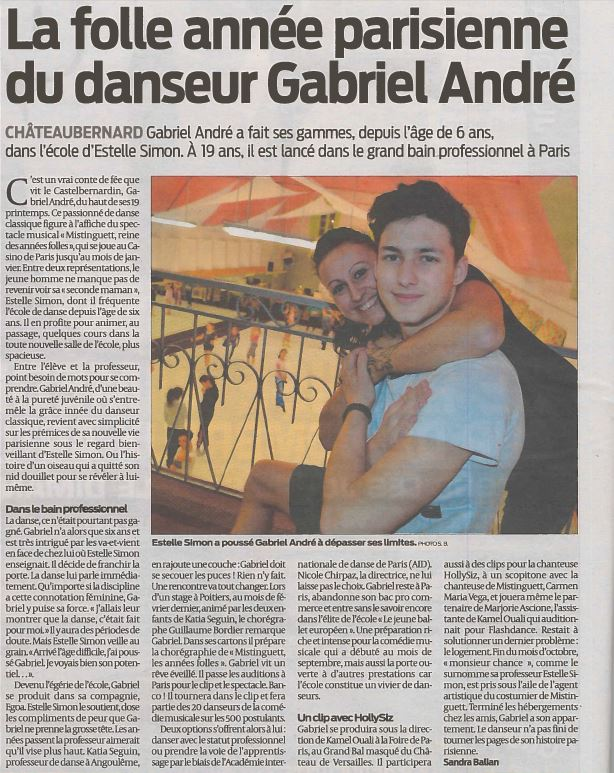 La folle année parisienne
du danseur Gabriel André
CHÂTEAUBERNARD Gabriel André a fait ses gammes, depuis l'âge de 6 ans,
dans l'école d'Estelle Simon. À 19 ans, il est lancé dans le grand bain professionnel à Paris
C'est un vrai conte de fée que
vit le Castelbernardin, Ga-
briel André, du haut de ses 19
printemps. Ce passionné de danse
classique figure à l'affiche du spec-
tacle musical « Mistinguett, reine
des années folles », qui se joue au Ca-
sino de Paris jusqu'au mois de jan-
vier. Entre deux représentations, le
jeune homme ne manque pas de
revenir voir sa « seconde maman »,
Estelle Simon, dont il fréquente
l'école de danse depuis l'âge de six
ans. Il en profite pour animer, au
passage, quelques cours dans la
toute nouvelle salle de l'école, plus
spacieuse.
Entre l'élève et la professeur,
point besoin de mots pour se com-
prendre. Gabriel André, d'une beau-
té à la pureté juvénile où s'entre-
mêle la grâce innée du danseur
classique, revient avec simplicité
sur les prémices de sa nouvelle vie
parisienne sous le regard bien-
veillant d'Estelle Simon. Ou l'his-
toire d'un oiseau qui a quitté son
nid douillet pour se révéler à lui-
même.
Dans le bain professionnel
La danse, ce n'était pourtant pas ga-
gné. Gabriel n'a alors que six ans et
est très intrigué par les va-et-vient
en face de chez lui où Estelle Simon
enseignait. Il décide de franchir la
porte. La danse lui parle immédia-
tement. Qu'importe si la discipline
a cette connotation féminine, Ga-
briel y puise sa force. « J'allais leur
montrer que la danse, c'était fait
pour moi. » Il y aura des périodes de
doute. Mais Estelle Simon veille au
grain. « Arrivé l'âge difficile, j'ai pous-
sé Gabriel. Je voyais bien son poten-
tiel. . . »
Devenu l'égérie de l'école, Gabriel
se produit dans sa compagnie,
Egoa. Estelle Simon le soutient, dose
les compliments de peur que Ga-
briel ne prenne la grosse tête. Les an-
nées passent la professeur aimerait
qu'il vise plus haut. Katia Seguin,
professeur de danse à Angoulême,
Estelle Simon a poussé Gabriel André à dépasser ses limites. PHOTO S. B.
en rajoute une couche : Gabriel doit
se secouer les puces ! Rien n'y fait.
Une rencontre va tout changer. Lors
d'un stage à Poitiers, au mois de fé-
vrier dernier, animé par les deux en-
fants de Katia Seguin, le chorégra-
phe Guillaume Bordier remarque
Gabriel. Dans ses cartons il prépare
la chorégraphie de « Mistinguett,
les années folles ». Gabriel vit un
rêve éveillé. Il passe les auditions à
Paris pour le clip et le spectacle. Ban-
co ! Il tournera dans le clip et fera
partie des 20 danseurs de la comé-
die musicale sur les 500 postulants.
Deux options s'offrent alors à lui :
danser avec le statut professionnel
ou prendre la voie de l'apprentis-
sage par le biais de l'Académie inter-
nationale de danse de Paris (AID).
Nicole Chirpaz, la directrice, ne lui
laisse pas le choix. Gabriel reste à Pa-
ris, abandonne son bac pro com-
merce et entre sans le savoir encore
dans l'élite de l'école « Le jeune bal-
let européen ». Une préparation ri-
che et intense pour la comédie mu-
sicale qui a débuté au mois de
septembre, mais aussi la porte ou-
verte à d'autres prestations car
l'école constitue un vivier de dan-
seurs.
Un clip avec HollySiz
Gabriel se produira sous la direc-
tion de Kamel Ouali à la Foire de Pa-
ris, au Grand Bal masqué du Châ-
teau de Versailles. Il participera
aussi à des clips pour la chanteuse
HollySiz, à un scopitone avec la
chanteuse de Mistinguett, Carmen
Maria Vega, et jouera même le par-
tenaire de Marjorie Ascione, l'assis-
tante de Kamel Ouali qui audition-
nait pour Flashdance. Restait à
solutionner un dernier problème :
le logement. Fin du mois d'octobre,
« monsieur chance », comme le
surnomme sa professeur Estelle Si-
mon, est pris sous l'aile de l'agent
artistique du costumier de Mistin-
guett. Terminé les hébergements
chez les amis, Gabriel a son appar-
tement. Le danseur n'a pas fini de
tourner les pages de son histoire pa-
risienne.
Sandra Ballan